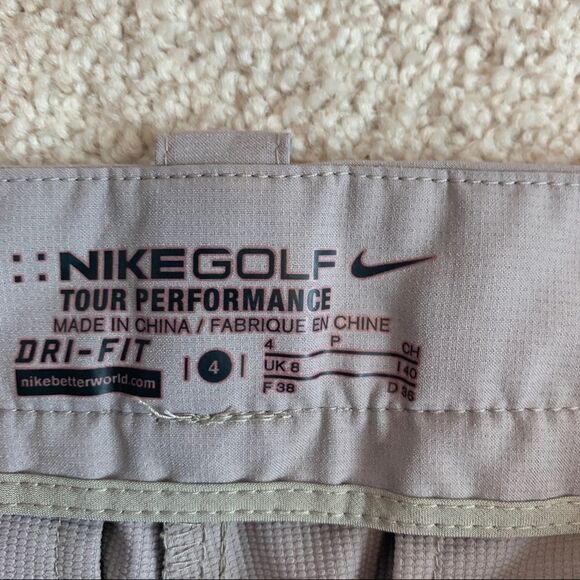 NIKEGOLF
TOUR PERFORMANCE
MADE IN CHINA / FABRIQUE EN CHINE
DRI-FIT
nikebetterworld.com
4
4 P CH
UK 8 I 40
F 38 D 36